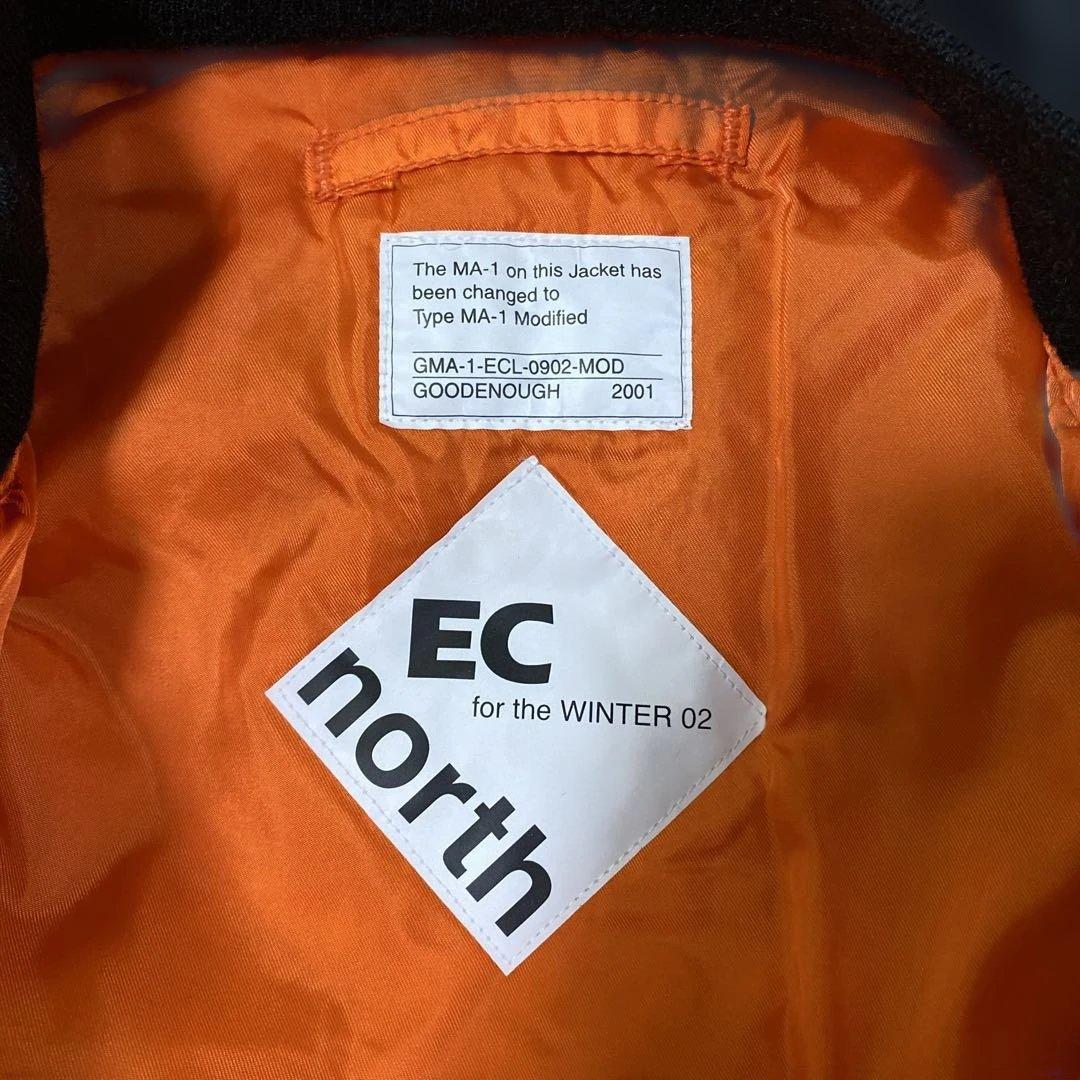 The MA-1 on this Jacket has
been changed to
Type MA-1 Modified
GMA-1-ECL-0902-MOD
GOODENOUGH 2001
EC
for the WINTER 02
north